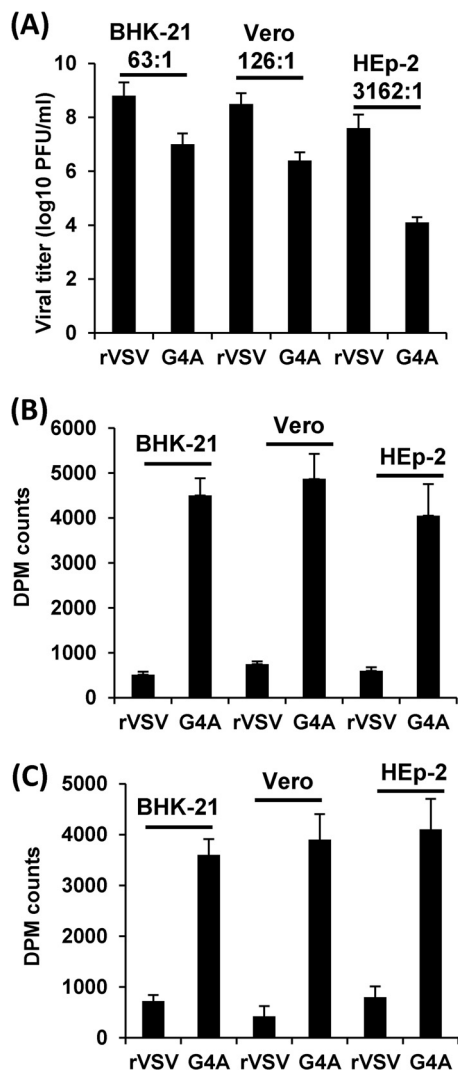 (A)
BHK-21
63:1
Vero
126:1
HEp-2
3162:1
Viral titer (log10 PFU/ml)
10
8
6
4
2
0
rVSV G4A rVSV G4A rVSV G4A
(B)
BHK-21
Vero
HEp-2
DPM counts
6000
5000
4000
3000
2000
1000
0
rVSV G4A rVSV G4A rVSV G4A
(C)
BHK-21
Vero
HEp-2
DPM counts
5000
4000
3000
2000
1000
0
rVSV G4A rVSV G4A rVSV G4A